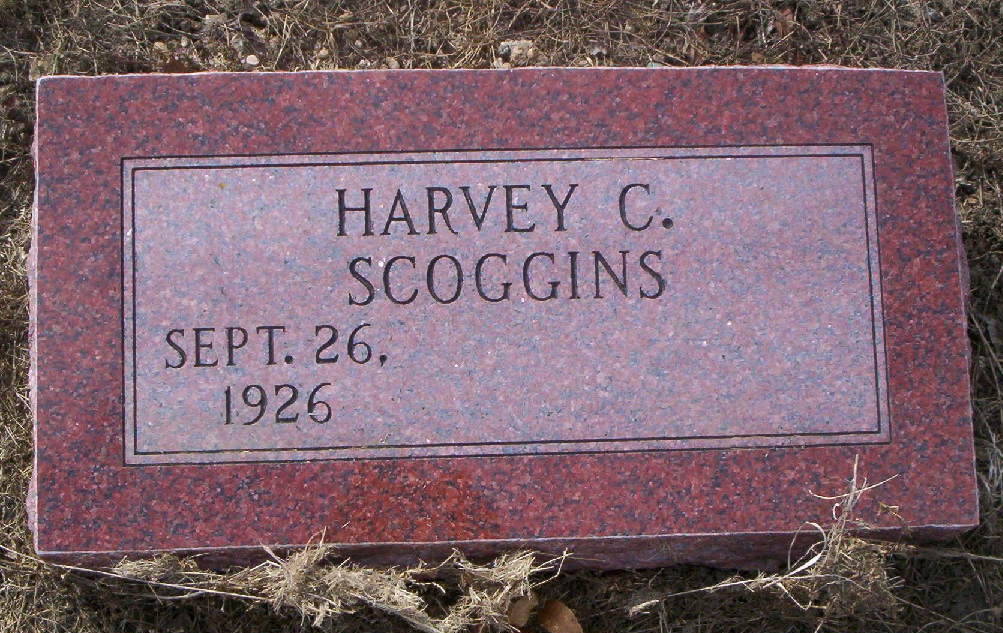 HARVEY C.
SCOGGINS
SEPT. 26,
1926